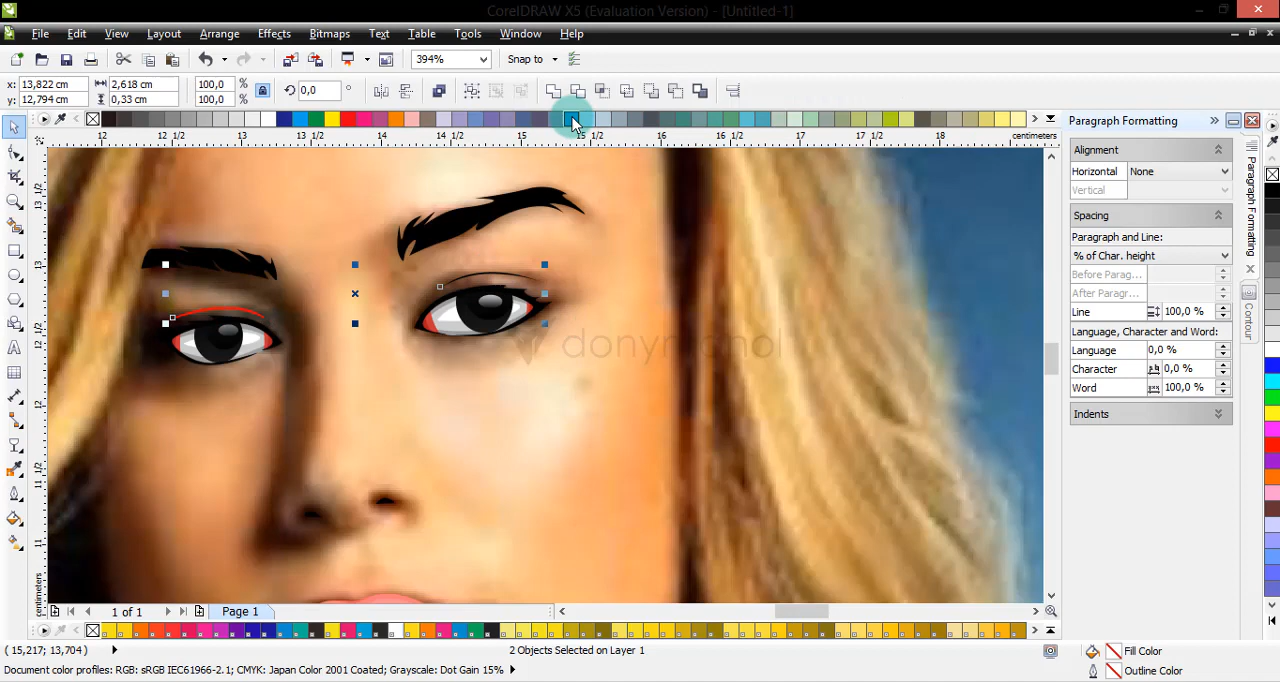 CorelDRAW X5 (Evaluation Version) - [Untitled-1]
File Edit View Layout Arrange Effects Bitmaps Text Table Tools Window Help
394% Snap to
x: 13,822 cm 2,618 cm 100,0 % 0,0 °
y: 12,794 cm 0,33 cm 100,0 %
12 12 1/2 13 13 1/2 14 14 1/2 15 15 1/2 16 16 1/2 17 17 1/2 18 centimeters
Paragraph Formatting
Alignment
Horizontal None
Vertical
Spacing
Paragraph and Line:
% of Char. height
Before Parag...
After Paragr...
Line 100,0 %
Language, Character and Word:
Language 0,0 %
Character 0,0 %
Word 100,0 %
Indents
Paragraph Formatting
Contour
centimeters
1 of 1 Page 1
( 15,217; 13,704 ) 2 Objects Selected on Layer 1 Fill Color
Document color profiles: RGB: sRGB IEC61966-2.1; CMYK: Japan Color 2001 Coated; Grayscale: Dot Gain 15% Outline Color